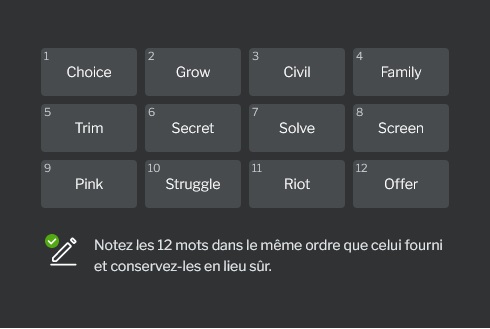 1 Choice 2 Grow 3 Civil 4 Family
5 Trim 6 Secret 7 Solve 8 Screen
9 Pink 10 Struggle 11 Riot 12 Offer
Notez les 12 mots dans le même ordre que celui fourni
et conservez-les en lieu sûr.